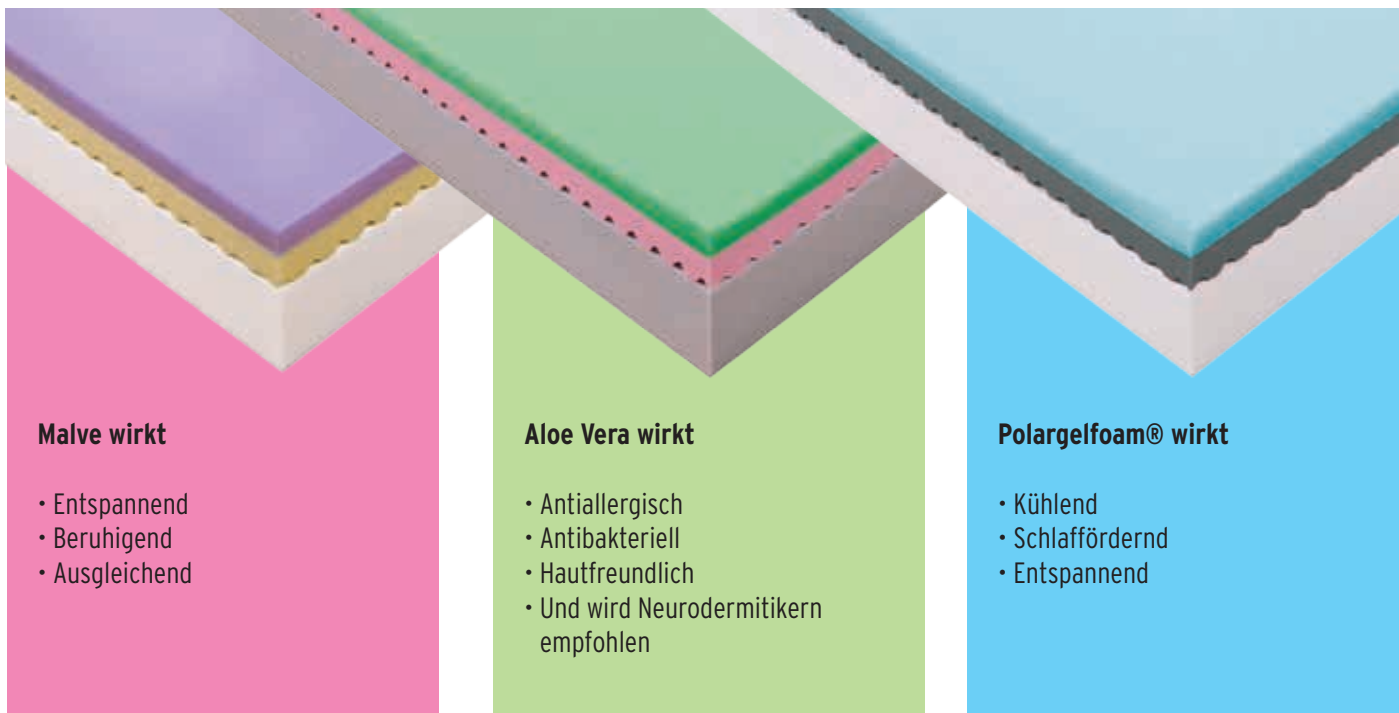 Malve wirkt
• Entspannend
• Beruhigend
• Ausgleichend
Aloe Vera wirkt
• Antiallergisch
• Antibakteriell
• Hautfreundlich
• Und wird Neurodermitikern
empfohlen
Polargelfoam® wirkt
• Kühlend
• Schlaffördernd
• Entspannend